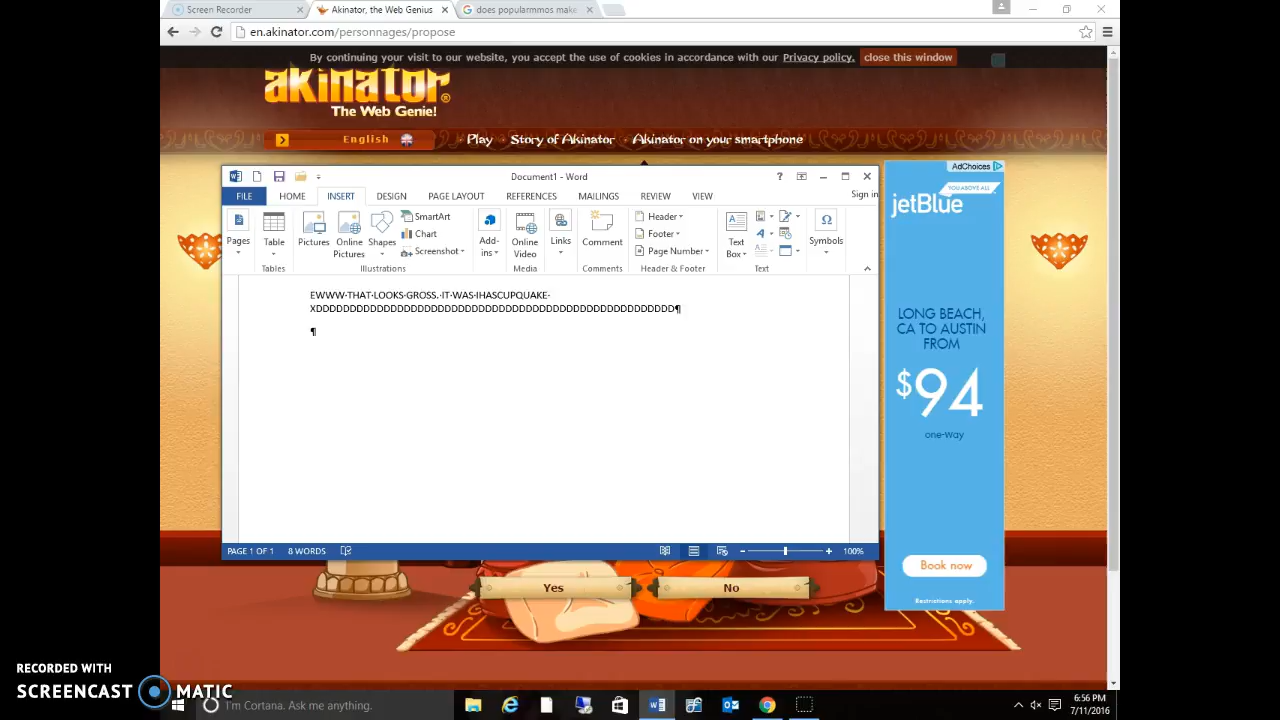 Screen Recorder
Akinator, the Web Genius
does popularmmos make
en.akinator.com/personnages/propose
By continuing your visit to our website, you accept the use of cookies in accordance with our Privacy policy.
close this window
akinator®
The Web Genie!
English
Play
Story of Akinator
Akinator on your smartphone
Document1 - Word
FILE HOME INSERT DESIGN PAGE LAYOUT REFERENCES MAILINGS REVIEW VIEW
Sign in
Pages
Table
Tables
Pictures
Online Pictures
Shapes
SmartArt
Chart
Screenshot
Illustrations
Add-ins
Online Video
Media
Links
Comment
Comments
Header
Footer
Page Number
Header & Footer
Text Box
Text
Symbols
EWWW·THAT·LOOKS·GROSS,·IT·WAS·IHASCUPQUAKE·
XDDDDDDDDDDDDDDDDDDDDDDDDDDDDDDDDDDDDDDDDDDDDDDDDDDDDD¶
¶
PAGE 1 OF 1 8 WORDS
100%
Yes
No
AdChoices
YOU ABOVE ALL
jetBlue
LONG BEACH,
CA TO AUSTIN
FROM
$94
one-way
Book now
Restrictions apply.
RECORDED WITH
SCREENCAST MATIC
I'm Cortana. Ask me anything.
6:56 PM
7/11/2016